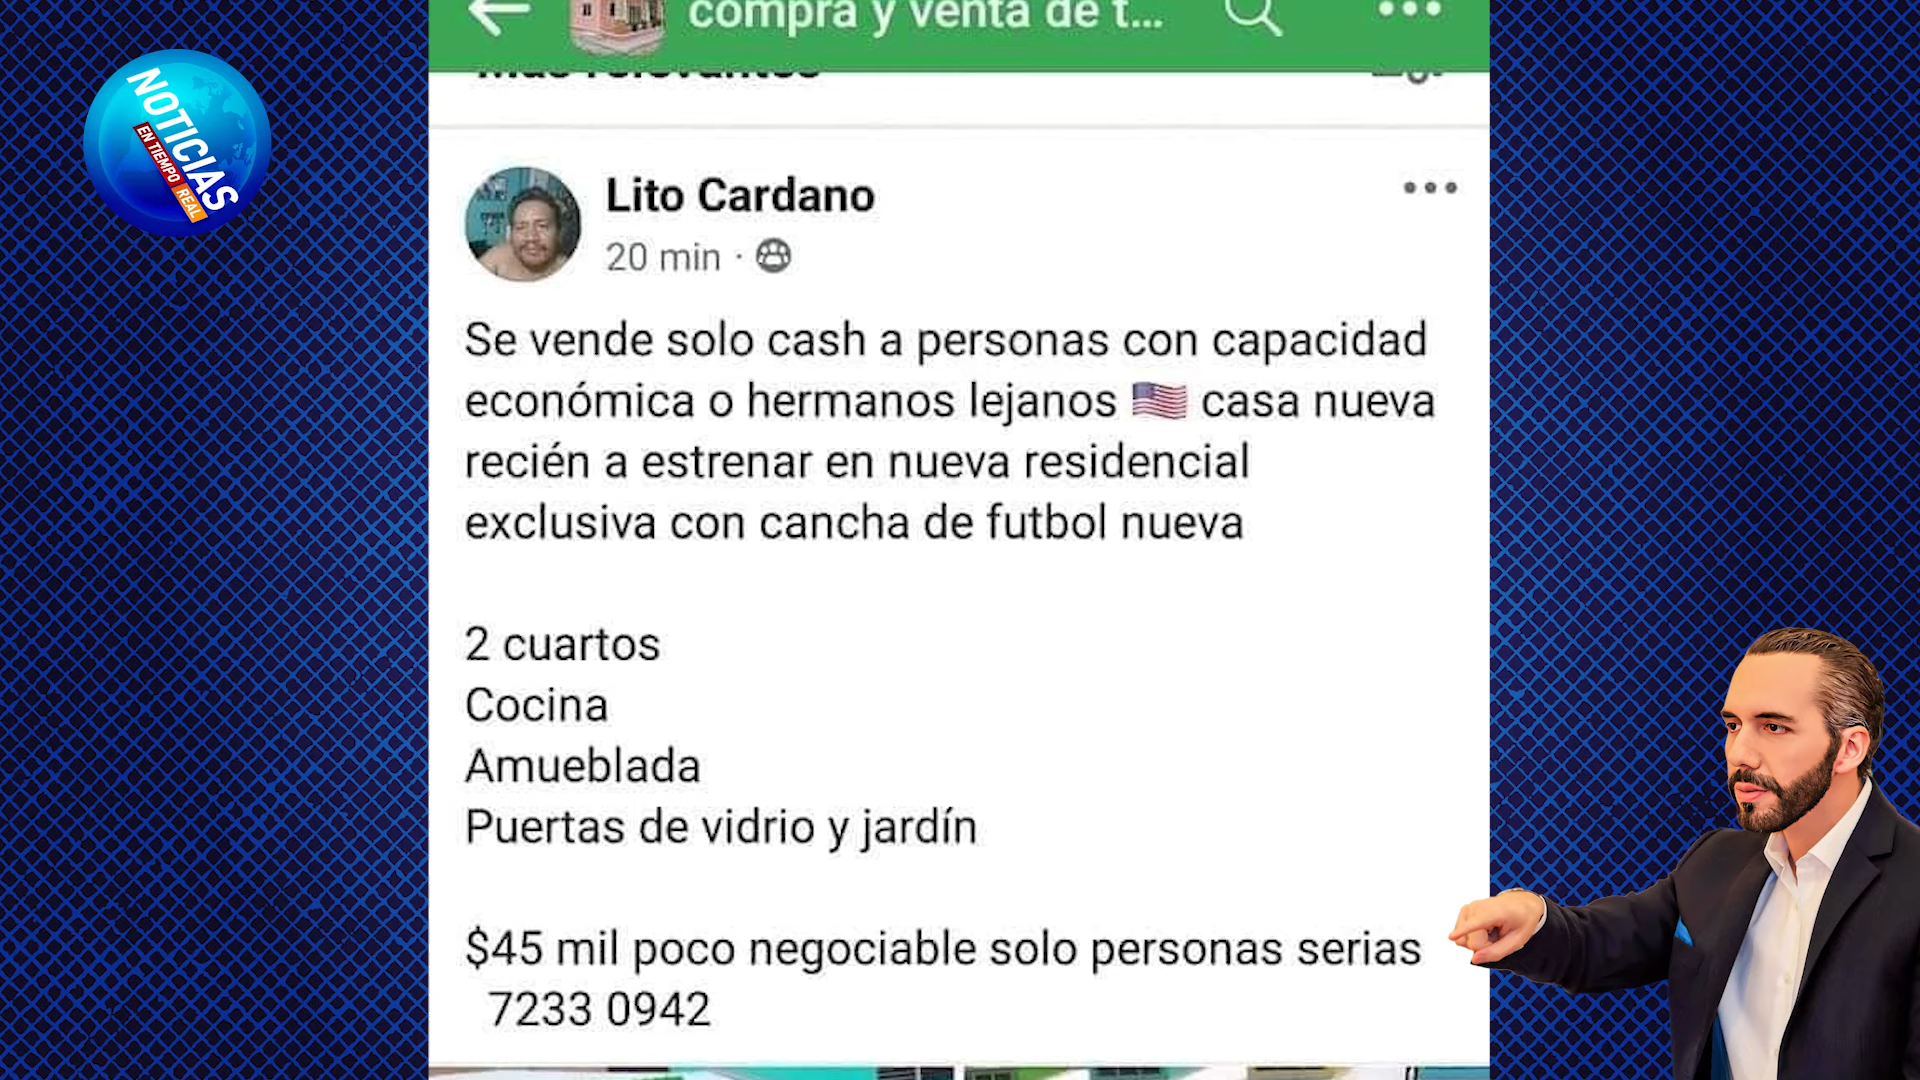 compra y venta de t...
Más relevantes
NOTICIAS
EN TIEMPO REAL
Lito Cardano
20 min ·
Se vende solo cash a personas con capacidad
económica o hermanos lejanos 🇺🇸 casa nueva
recién a estrenar en nueva residencial
exclusiva con cancha de futbol nueva
2 cuartos
Cocina
Amueblada
Puertas de vidrio y jardín
$45 mil poco negociable solo personas serias
7233 0942